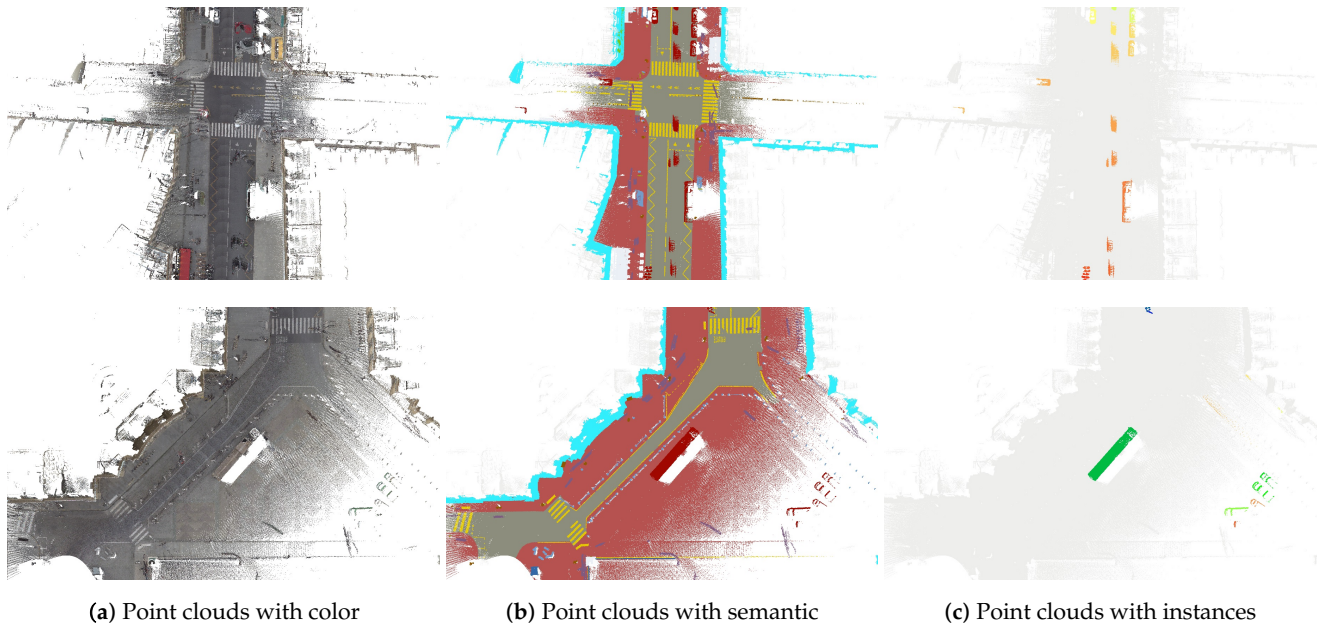 (a) Point clouds with color
(b) Point clouds with semantic
(c) Point clouds with instances